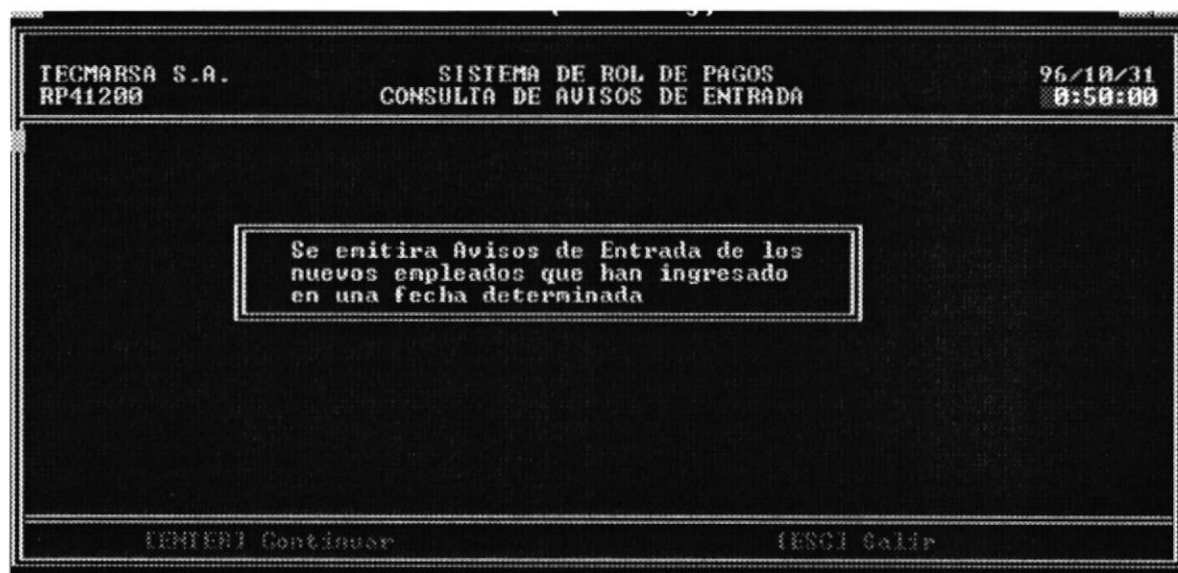 TECMARSA S.A. SISTEMA DE ROL DE PAGOS 96/10/31
RP41200 CONSULTA DE AVISOS DE ENTRADA 0:50:00
Se emitira Avisos de Entrada de los
nuevos empleados que han ingresado
en una fecha determinada
[ENTER] Continuar [ESC] Salir